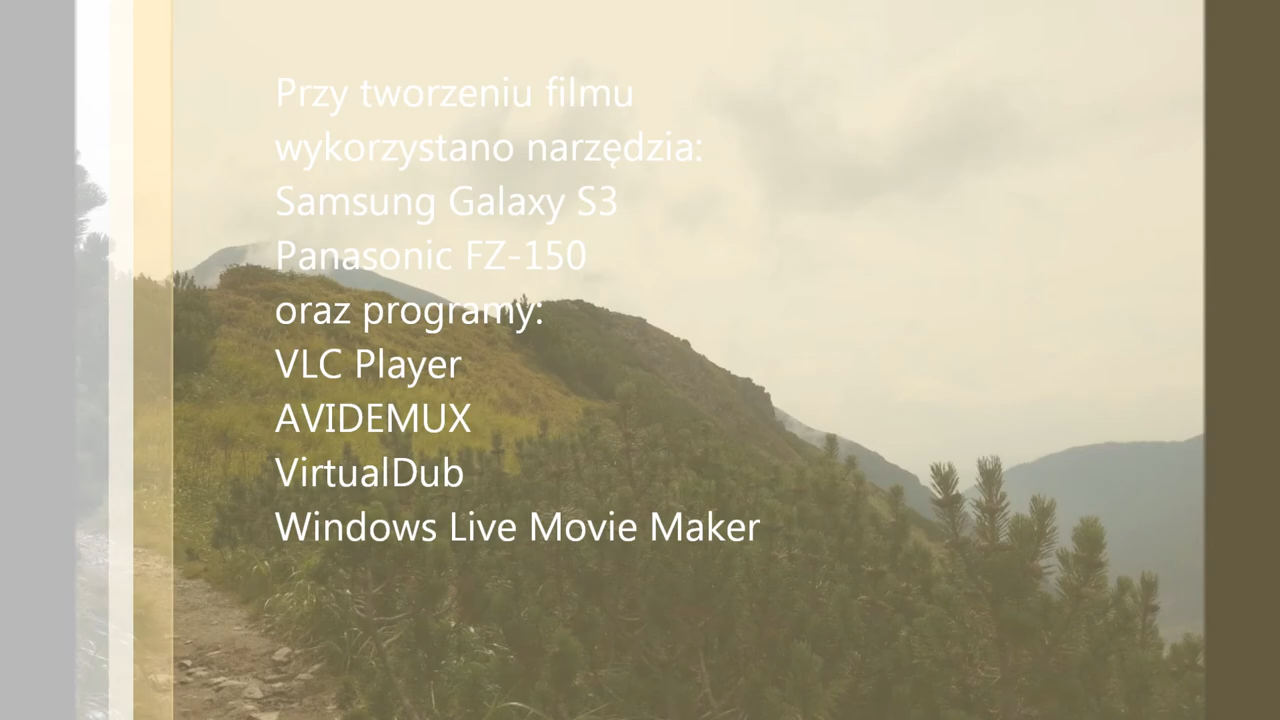 Przy tworzeniu filmu
wykorzystano narzędzia:
Samsung Galaxy S3
Panasonic FZ-150
oraz programy:
VLC Player
AVIDEMUX
VirtualDub
Windows Live Movie Maker